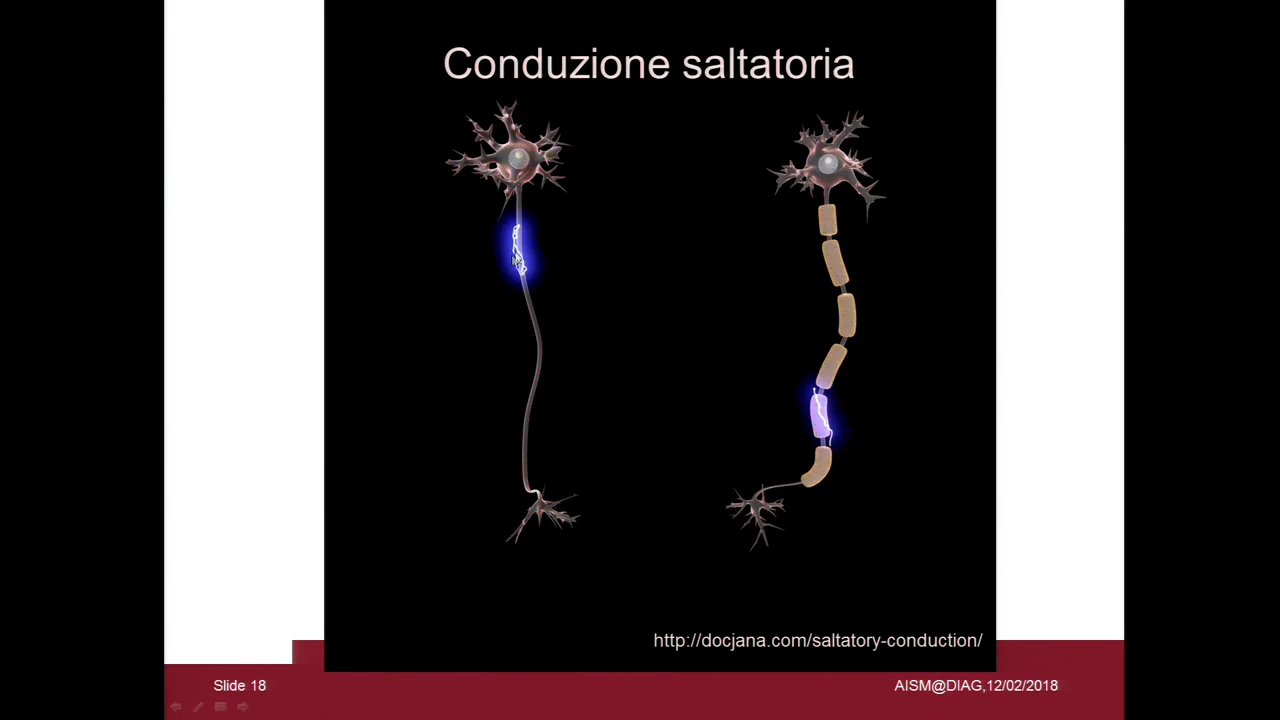 Conduzione saltatoria
http://docjana.com/saltatory-conduction/
Slide 18
AISM@DIAG,12/02/2018